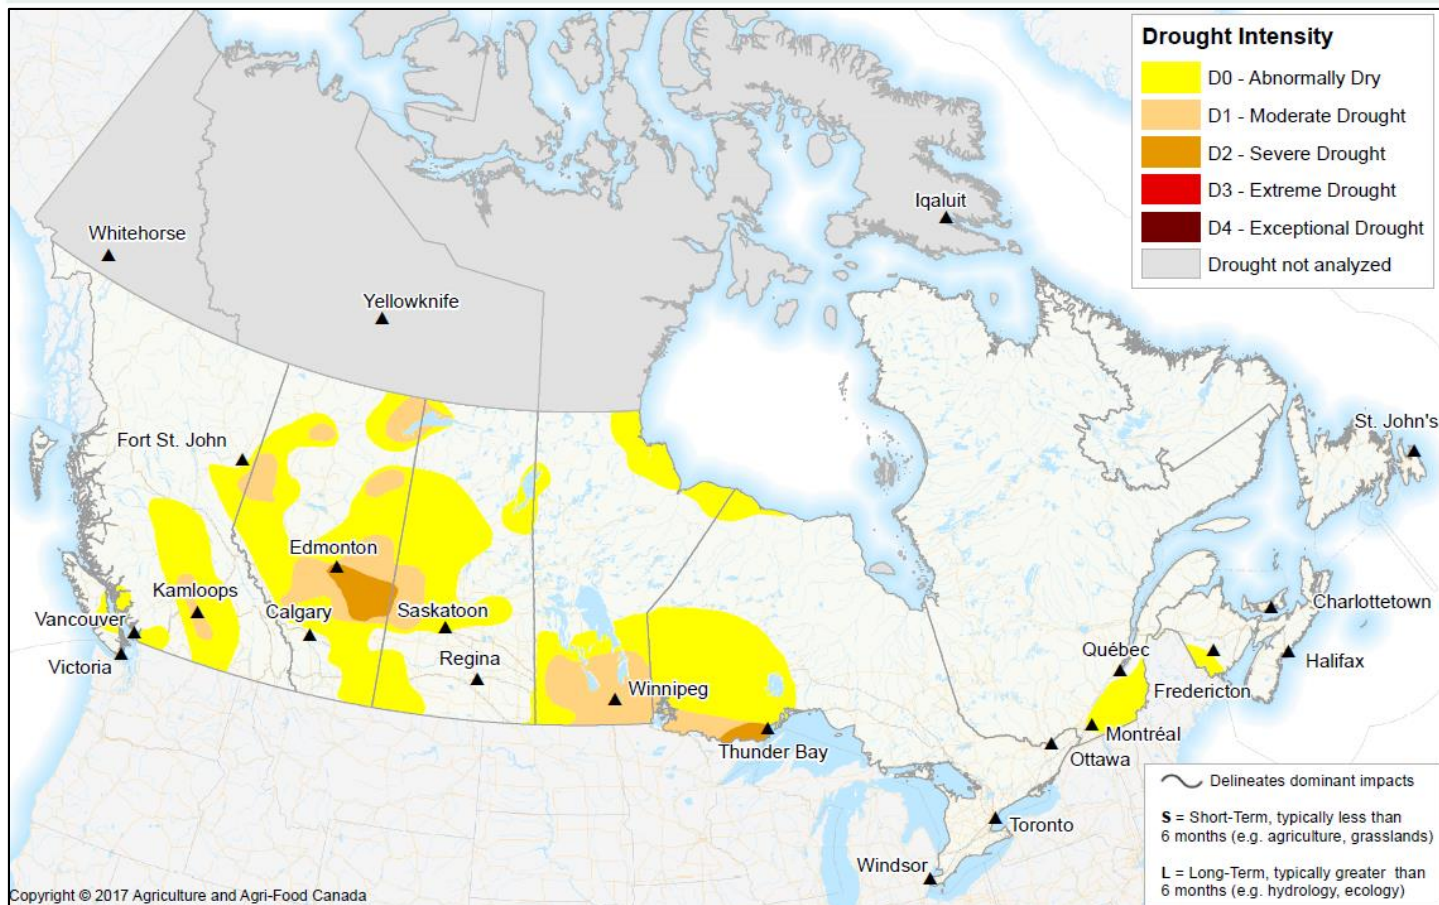 Drought Intensity
D0 - Abnormally Dry
D1 - Moderate Drought
D2 - Severe Drought
D3 - Extreme Drought
D4 - Exceptional Drought
Drought not analyzed
Iqaluit
Whitehorse
Yellowknife
St. John's
Fort St. John
Edmonton
Kamloops
Calgary
Saskatoon
Vancouver
Victoria
Regina
Winnipeg
Thunder Bay
Charlottetown
Québec
Halifax
Fredericton
Montréal
Ottawa
Toronto
Windsor
Delineates dominant impacts
S = Short-Term, typically less than
6 months (e.g. agriculture, grasslands)
L = Long-Term, typically greater than
6 months (e.g. hydrology, ecology)
Copyright © 2017 Agriculture and Agri-Food Canada